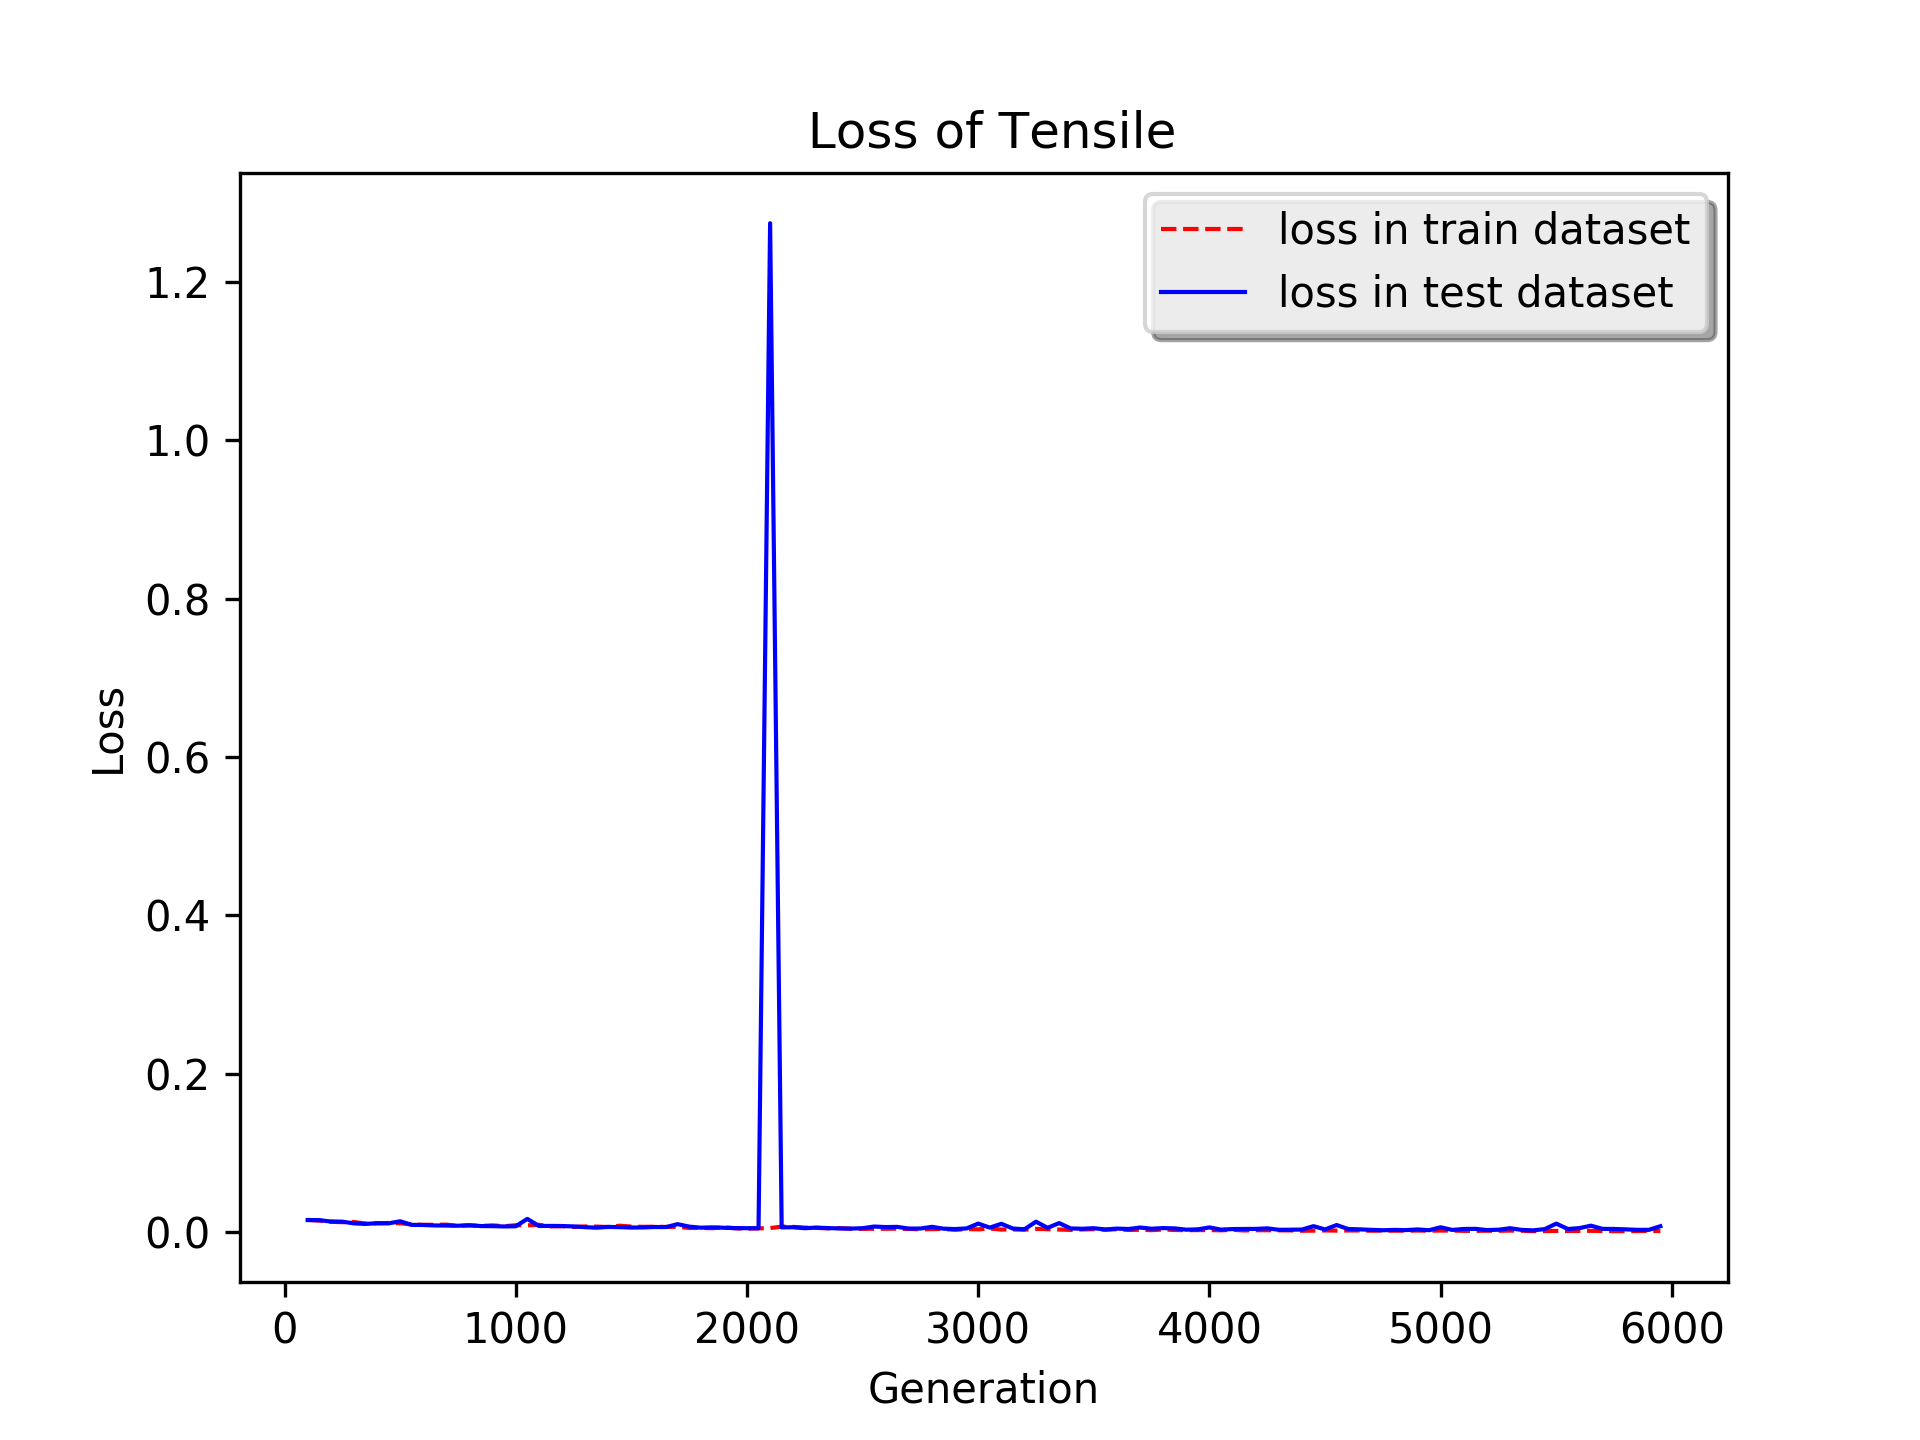 Loss of Tensile
loss in train dataset
loss in test dataset
Loss
1.2
1.0
0.8
0.6
0.4
0.2
0.0
0 1000 2000 3000 4000 5000 6000
Generation